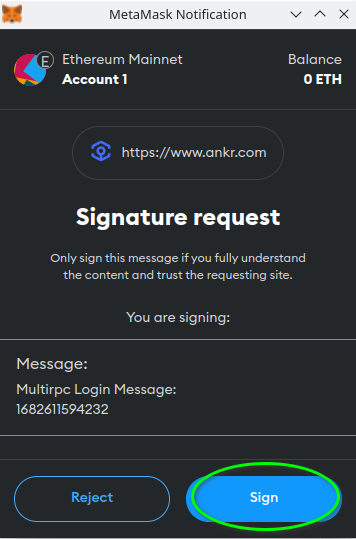 MetaMask Notification
E
Ethereum Mainnet
Balance
Account 1
0 ETH
https://www.ankr.com
Signature request
Only sign this message if you fully understand
the content and trust the requesting site.
You are signing:
Message:
Multirpc Login Message:
1682611594232
Reject
Sign